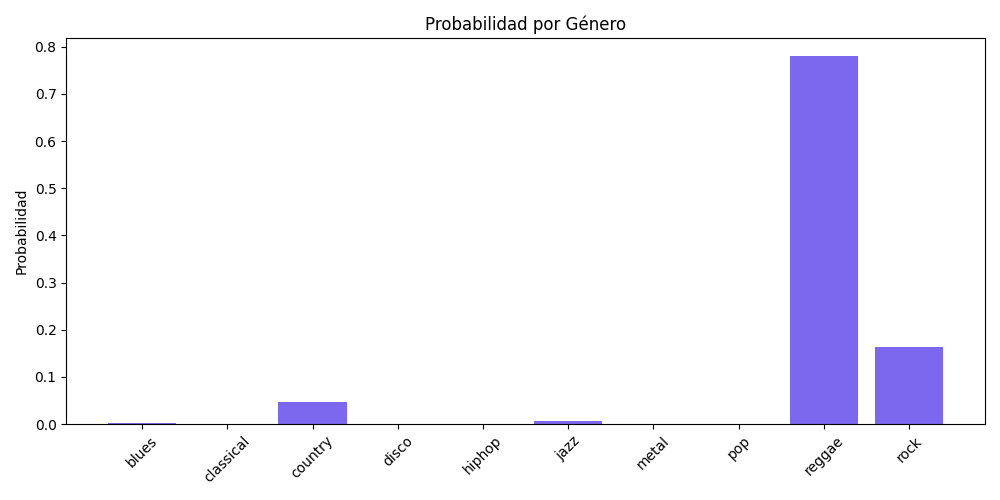 Probabilidad por Género
Probabilidad
0.8
0.7
0.6
0.5
0.4
0.3
0.2
0.1
0.0
blues
classical
country
disco
hiphop
jazz
metal
pop
reggae
rock